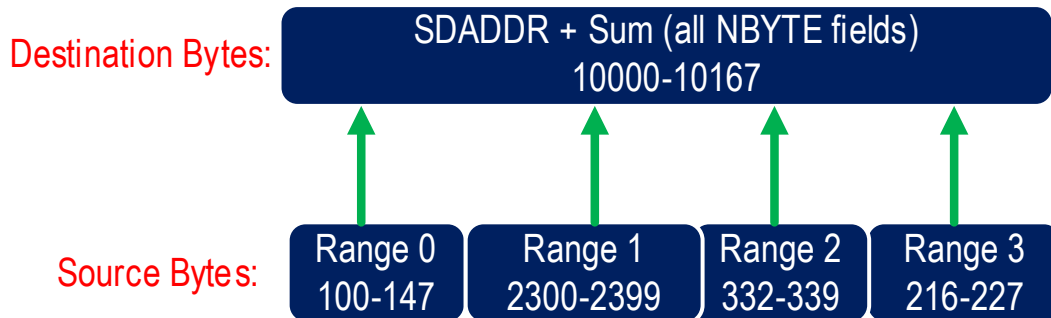 Destination Bytes:
SDADDR + Sum (all NBYTE fields)
10000-10167
Source Bytes:
Range 0
100-147
Range 1
2300-2399
Range 2
332-339
Range 3
216-227